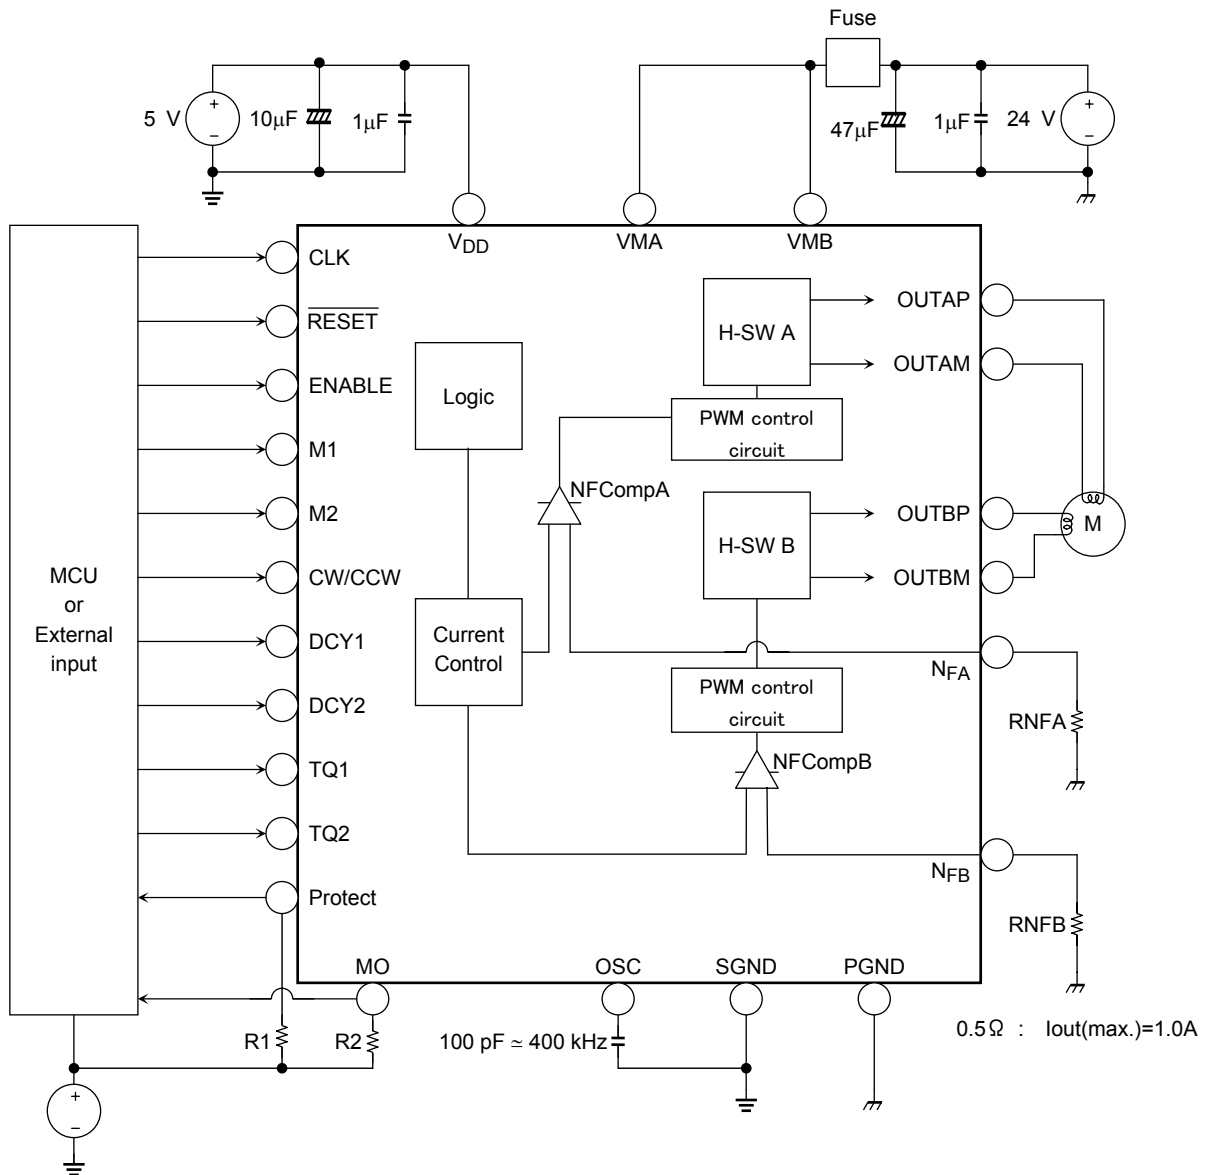 Fuse
5 V
+
−
10μF
1μF
47μF
1μF
24 V
+
−
VDD
VMA
VMB
MCU
or
External
input
CLK
RESET
ENABLE
M1
M2
CW/CCW
DCY1
DCY2
TQ1
TQ2
Protect
Logic
Current
Control
NFCompA
H-SW A
PWM control
circuit
H-SW B
PWM control
circuit
NFCompB
OUTAP
OUTAM
OUTBP
OUTBM
M
NFA
RNFA
NFB
RNFB
MO
OSC
SGND
PGND
R1
R2
100 pF ≃ 400 kHz
0.5Ω : Iout(max.)=1.0A
+
−